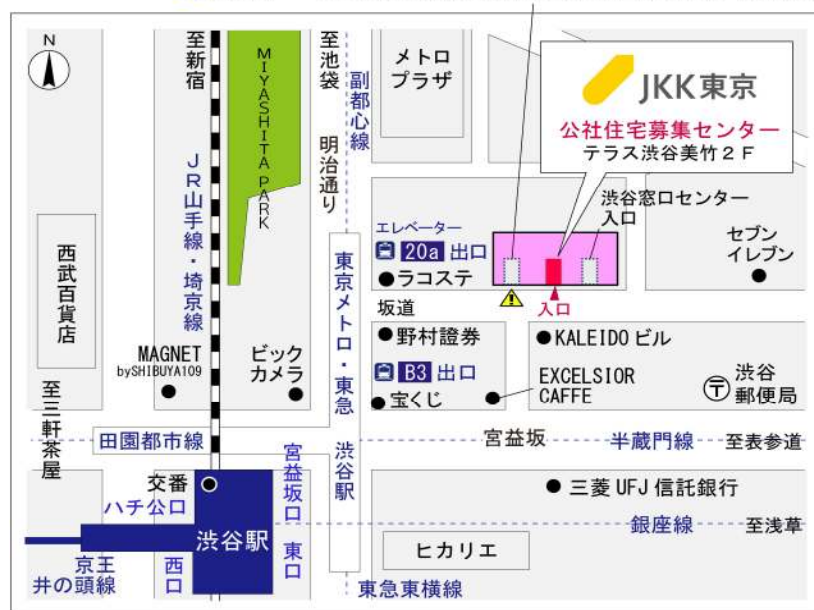 N
至新宿
JR山手線・埼京線
MIYASHITA PARK
至池袋
明治通り
副都心線
メトロ
プラザ
JKK東京
公社住宅募集センター
テラス渋谷美竹２Ｆ
渋谷窓口センター
入口
エレベーター
20a 出口
ラコステ
入口
セブン
イレブン
西武百貨店
東京メトロ・東急
渋谷駅
坂道
野村證券
B3 出口
宝くじ
KALEIDO ビル
EXCELSIOR
CAFFE
〒
渋谷
郵便局
MAGNET
bySHIBUYA109
ビック
カメラ
至三軒茶屋
田園都市線
宮益坂
半蔵門線
至表参道
交番
ハチ公口
宮益坂口
東口
渋谷駅
西口
京王
井の頭線
三菱 UFJ 信託銀行
銀座線
至浅草
ヒカリエ
東急東横線